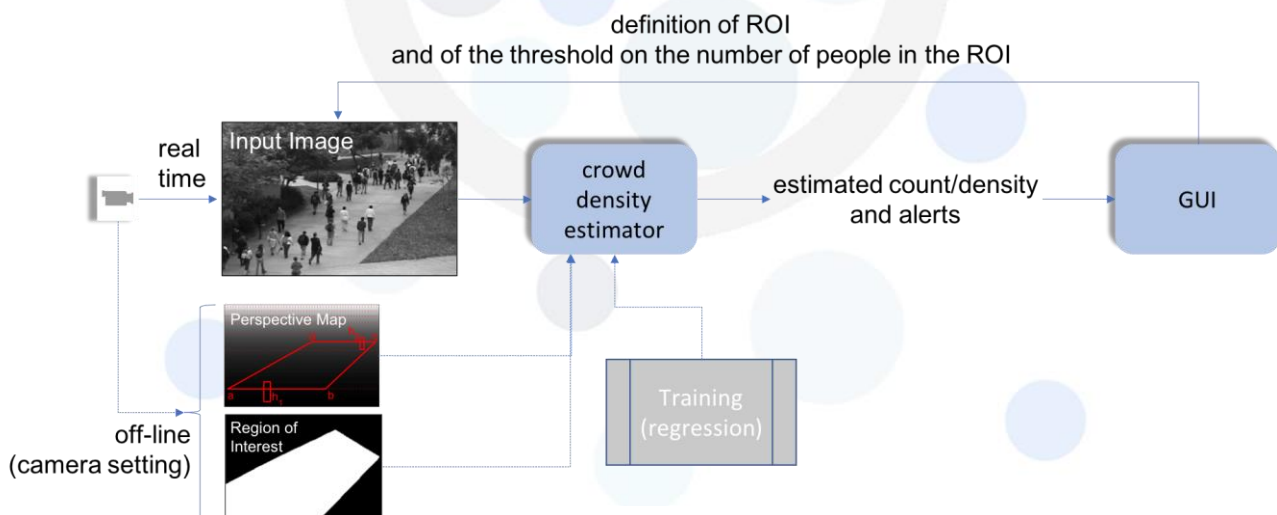 definition of ROI
and of the threshold on the number of people in the ROI
real
time
Input Image
crowd
density
estimator
estimated count/density
and alerts
GUI
Perspective Map
a
b
h₁
Region of
Interest
off-line
(camera setting)
Training
(regression)